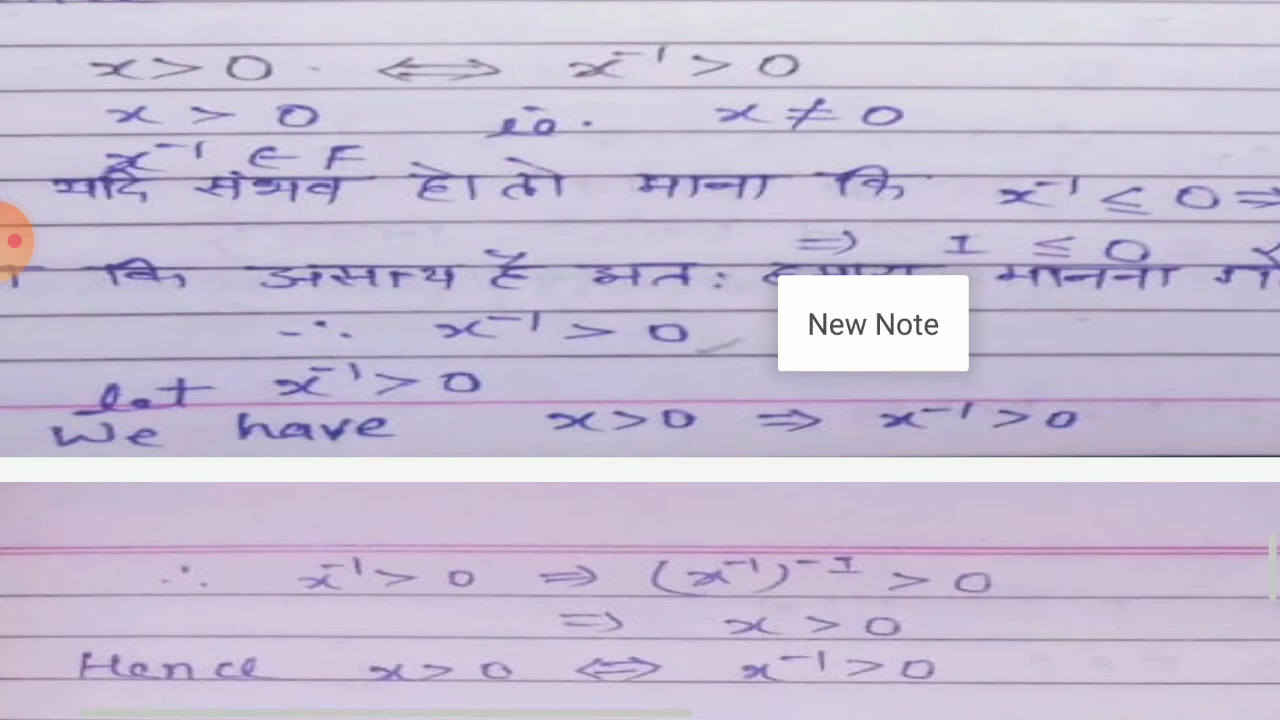 x > 0 ⟺ x⁻¹ > 0
x > 0 i.e. x ≠ 0
x⁻¹ ∈ F
यदि संभव है। तो माना कि x⁻¹ ≤ 0 ⇒
⇒ 1 ≤ 0
कि असत्य है अतः मानना
∴ x⁻¹ > 0
New Note
let x⁻¹ > 0
We have x > 0 ⇒ x⁻¹ > 0
∴ x⁻¹ > 0 ⇒ (x⁻¹)⁻¹ > 0
⇒ x > 0
Hence x > 0 ⟺ x⁻¹ > 0